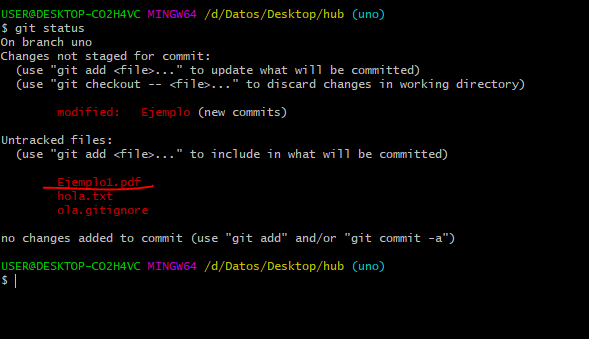 USER@DESKTOP-CO2H4VC MINGW64 /d/Datos/Desktop/hub (uno)
$ git status
On branch uno
Changes not staged for commit:
  (use "git add <file>..." to update what will be committed)
  (use "git checkout -- <file>..." to discard changes in working directory)

        modified:   Ejemplo (new commits)

Untracked files:
  (use "git add <file>..." to include in what will be committed)

        Ejemplo1.pdf
        hola.txt
        ola.gitignore

no changes added to commit (use "git add" and/or "git commit -a")

USER@DESKTOP-CO2H4VC MINGW64 /d/Datos/Desktop/hub (uno)
$